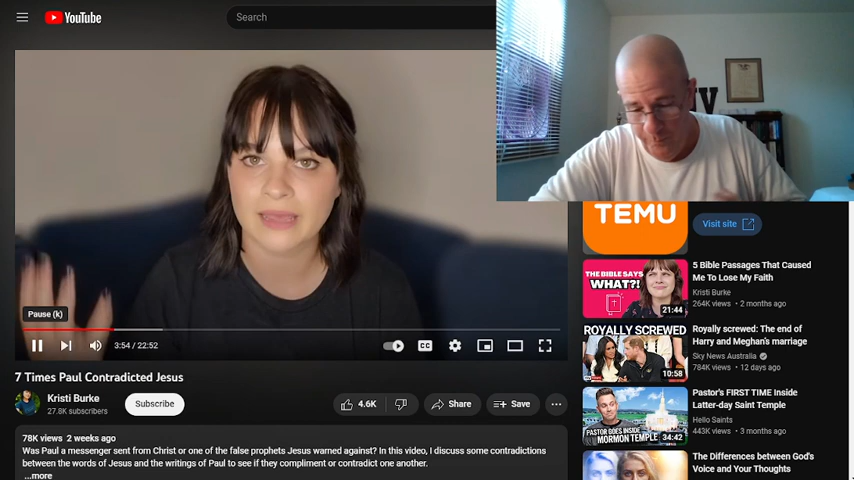 YouTube
Search
TEMU
Visit site
Pause (k)
3:54 / 22:52
CC
7 Times Paul Contradicted Jesus
Kristi Burke
27.8K subscribers
Subscribe
4.6K
Share
Save
78K views 2 weeks ago
Was Paul a messenger sent from Christ or one of the false prophets Jesus warned against? In this video, I discuss some contradictions
between the words of Jesus and the writings of Paul to see if they compliment or contradict one another.
...more
THE BIBLE SAYS
WHAT?!
21:44
5 Bible Passages That Caused
Me To Lose My Faith
Kristi Burke
264K views • 2 months ago
ROYALLY SCREWED
10:58
Royally screwed: The end of
Harry and Meghan's marriage
Sky News Australia
784K views • 12 days ago
PASTOR GOES INSIDE
MORMON TEMPLE
34:42
Pastor's FIRST TIME Inside
Latter-day Saint Temple
Hello Saints
443K views • 3 months ago
The Differences between God's
Voice and Your Thoughts